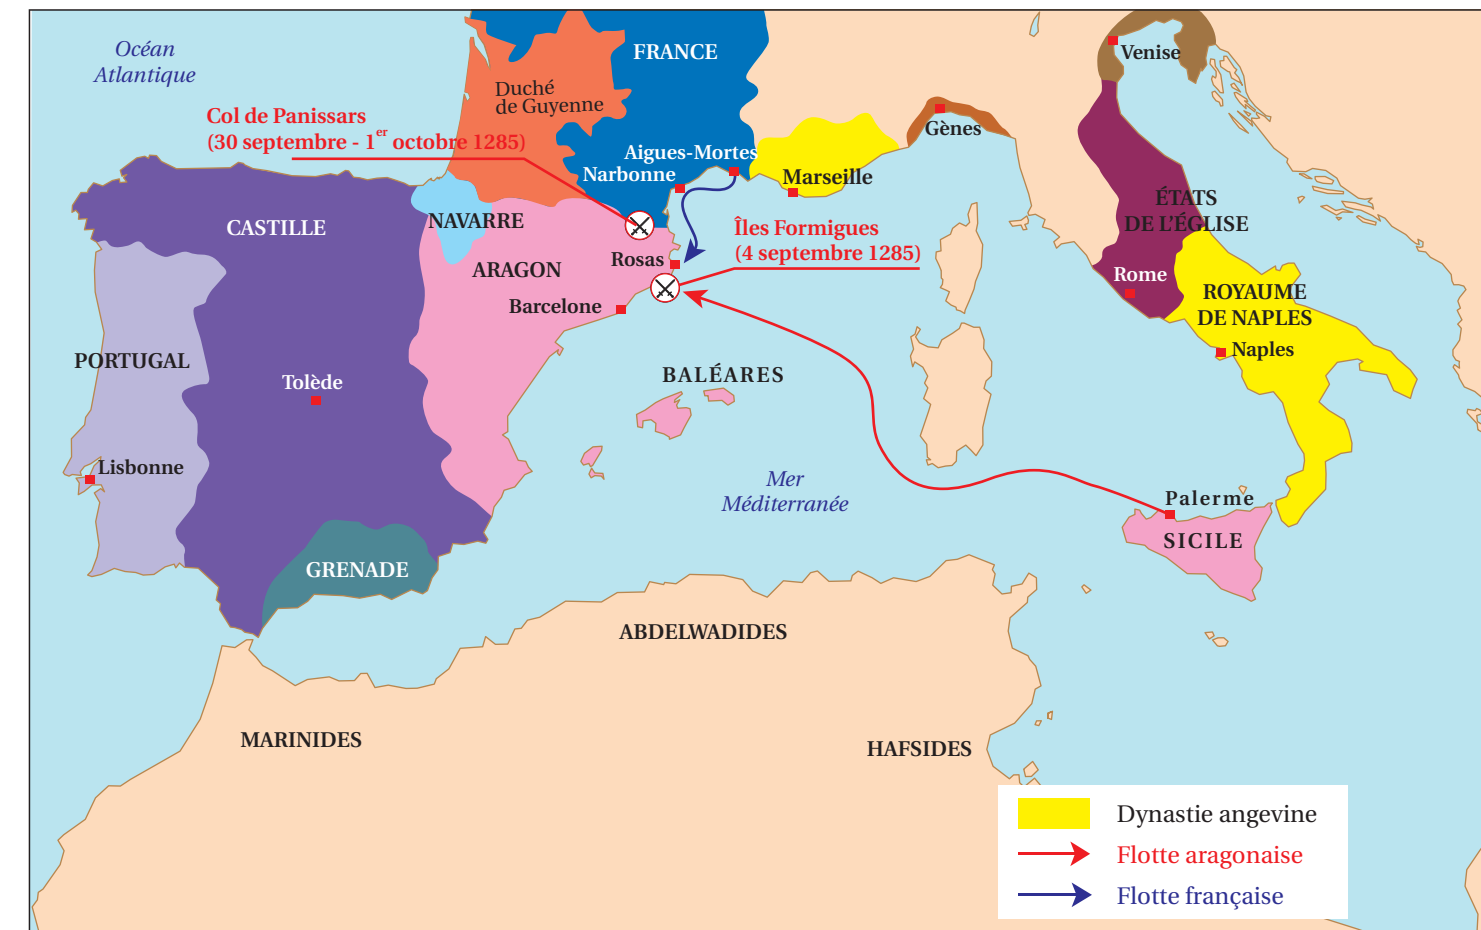 Océan
Atlantique
FRANCE
Venise
Duché
de Guyenne
Col de Panissars
(30 septembre - 1er octobre 1285)
Gènes
Aigues-Mortes
Narbonne
Marseille
ÉTATS
DE L'ÉGLISE
CASTILLE
NAVARRE
Îles Formigues
(4 septembre 1285)
ARAGON
Rosas
Rome
ROYAUME
DE NAPLES
Barcelone
Naples
PORTUGAL
Tolède
BALÉARES
Lisbonne
Mer
Méditerranée
Palerme
SICILE
GRENADE
ABDELWADIDES
MARINIDES
HAFSIDES
Dynastie angevine
Flotte aragonaise
Flotte française